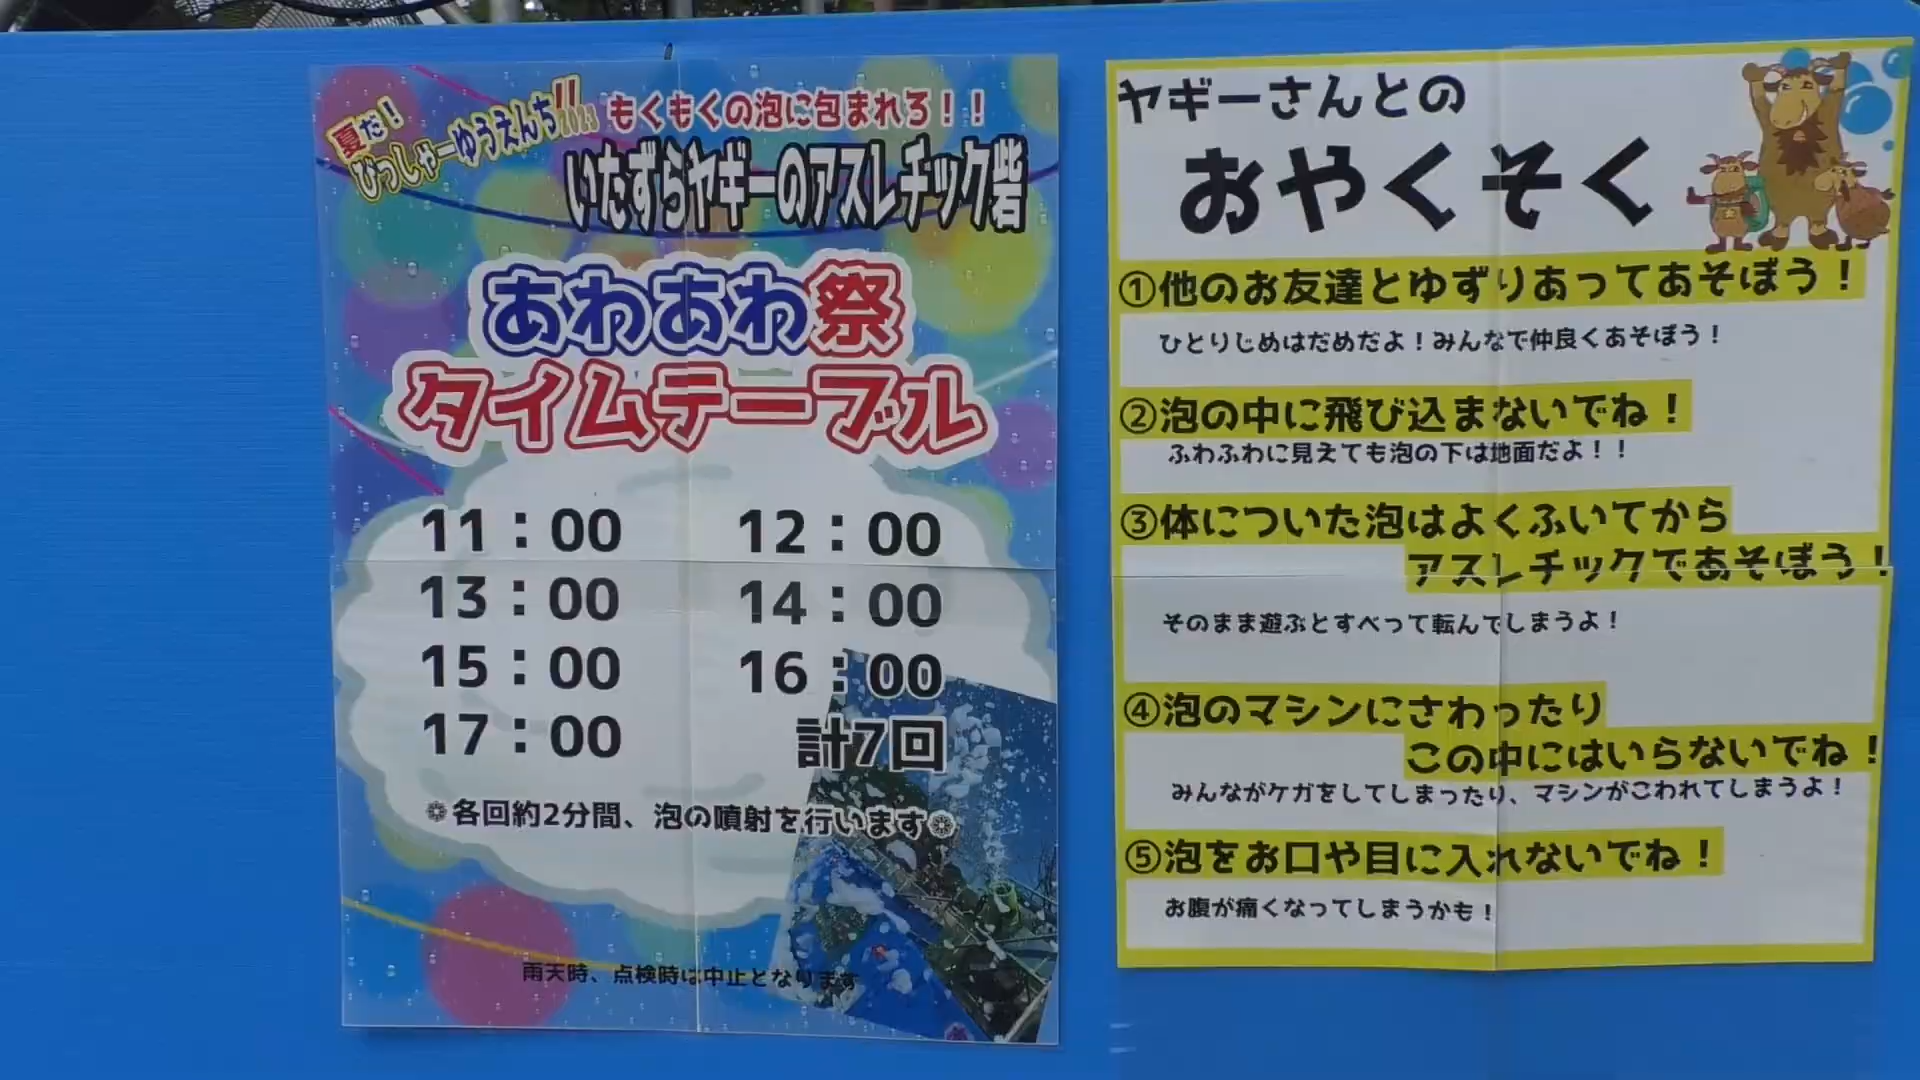 夏だ！
びっしゃーゆうえんち!!2023
もくもくの泡に包まれろ！！
いたずらヤギーのアスレチック砦
あわあわ祭
タイムテーブル
11：00 12：00
13：00 14：00
15：00 16：00
17：00 計7回
❁各回約2分間、泡の噴射を行います❁
雨天時、点検時は中止となります
ヤギーさんとの
おやくそく
①他のお友達とゆずりあってあそぼう！
ひとりじめはだめだよ！みんなで仲良くあそぼう！
②泡の中に飛び込まないでね！
ふわふわに見えても泡の下は地面だよ！！
③体についた泡はよくふいてから
アスレチックであそぼう！
そのまま遊ぶとすべって転んでしまうよ！
④泡のマシンにさわったり
この中にはいらないでね！
みんながケガをしてしまったり、マシンがこわれてしまうよ！
⑤泡をお口や目に入れないでね！
お腹が痛くなってしまうかも！